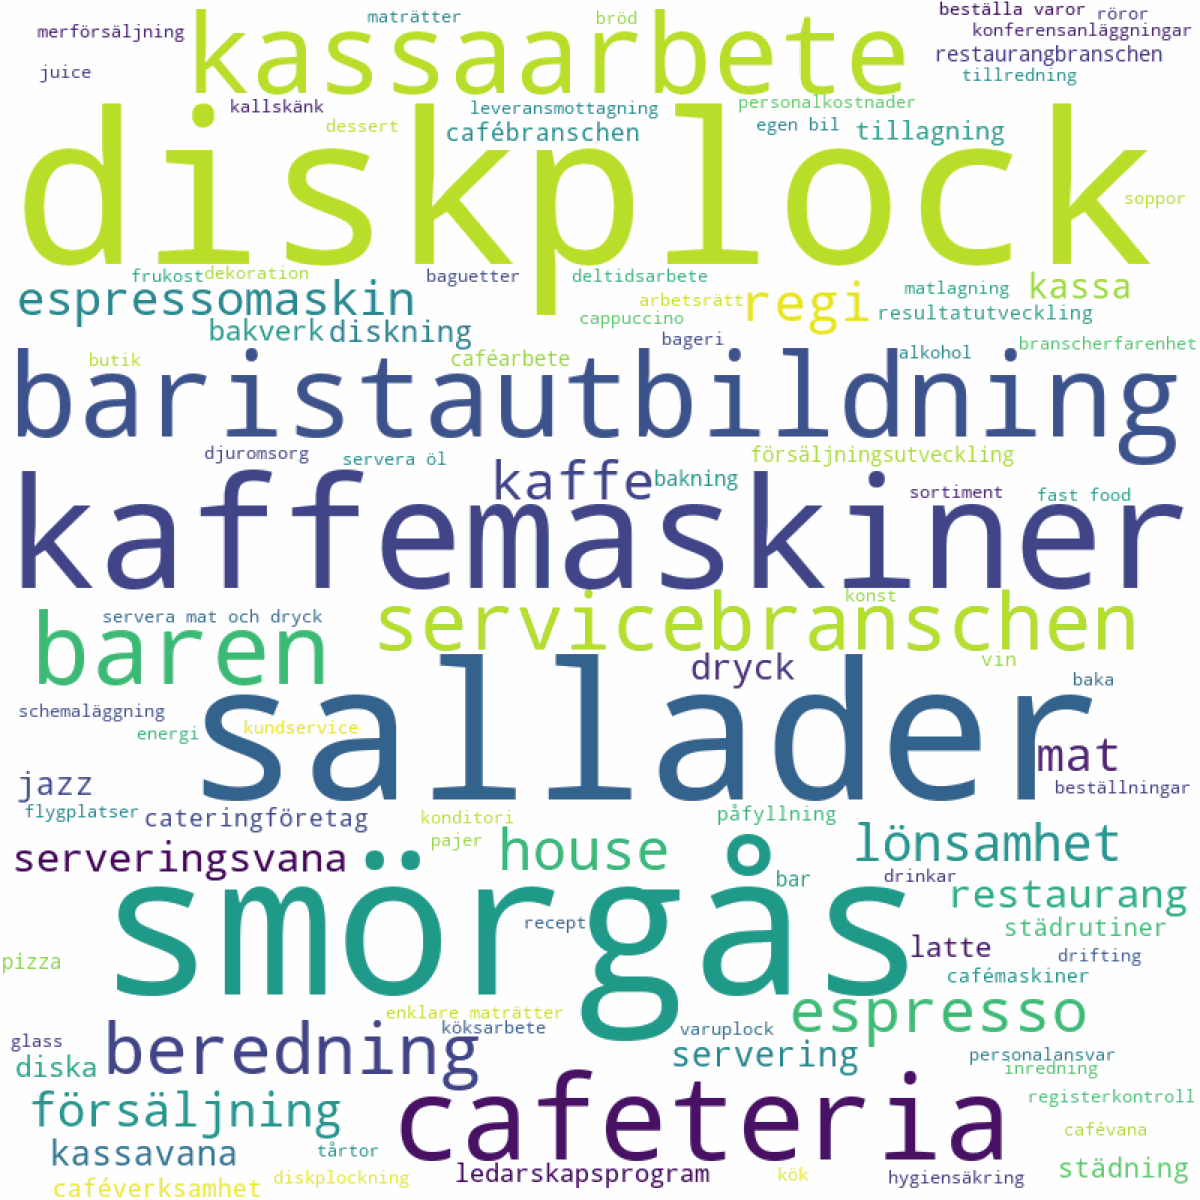 maträtter
bröd
beställa varor
röror
merförsäljning
kassaarbete
konferensanläggningar
restaurangbranschen
juice
tillredning
kallskänk
leveransmottagning
personalkostnader
dessert
cafébranschen
egen bil
tillagning
diskplock
soppor
frukost
dekoration
baguetter
deltidsarbete
matlagning
kassa
espressomaskin
arbetsrätt
regi
resultatutveckling
bakverk
diskning
cappuccino
bageri
branscherfarenhet
butik
caféarbete
alkohol
baristautbildning
djuromsorg
servera öl
försäljningsutveckling
kaffe
bakning
sortiment
fast food
kaffemaskiner
konst
servera mat och dryck
baren
servicebranschen
dryck
vin
baka
sallader
schemaläggning
energi
kundservice
mat
jazz
beställningar
flygplatser
cateringföretag
konditori
påfyllning
pajer
serveringsvana
house
lönsamhet
bar
drinkar
restaurang
smörgås
recept
städrutiner
latte
drifting
pizza
cafémaskiner
enklare maträtter
espresso
köksarbete
varuplock
glass
beredning
servering
personalansvar
diska
inredning
försäljning
cafeteria
registerkontroll
cafévana
kassavana
tårtor
städning
caféverksamhet
diskplockning
ledarskapsprogram
kök
hygiensäkring